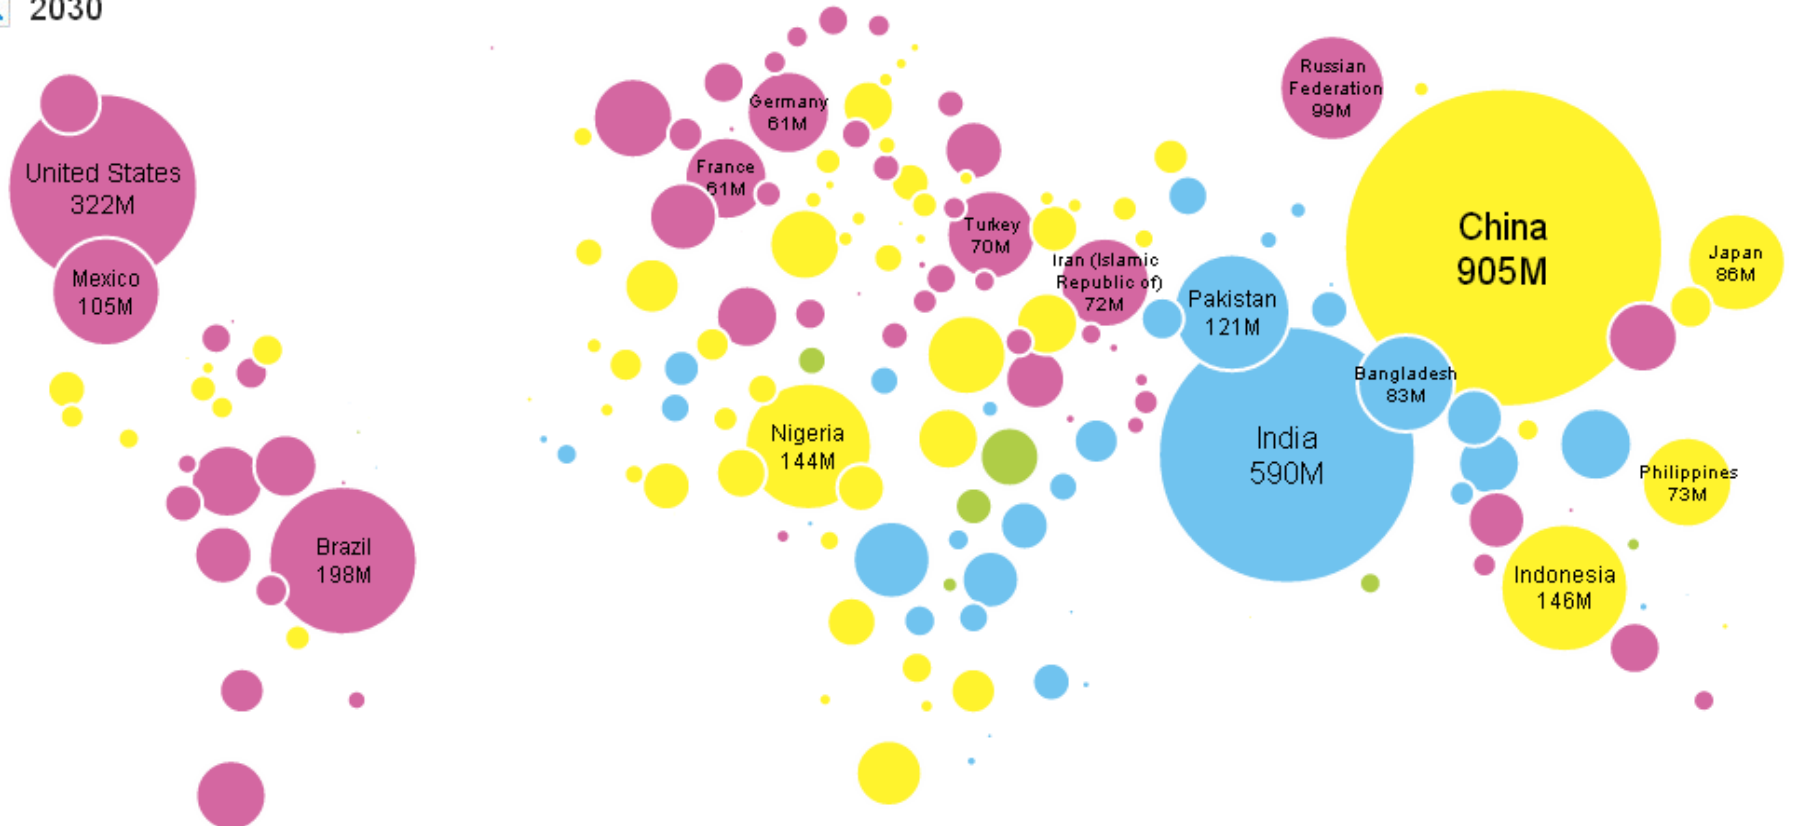 2030
United States
322M
Mexico
105M
Brazil
198M
Germany
61M
France
61M
Turkey
70M
Iran (Islamic
Republic of)
72M
Nigeria
144M
Russian
Federation
99M
China
905M
Japan
86M
Pakistan
121M
Bangladesh
83M
India
590M
Philippines
73M
Indonesia
146M